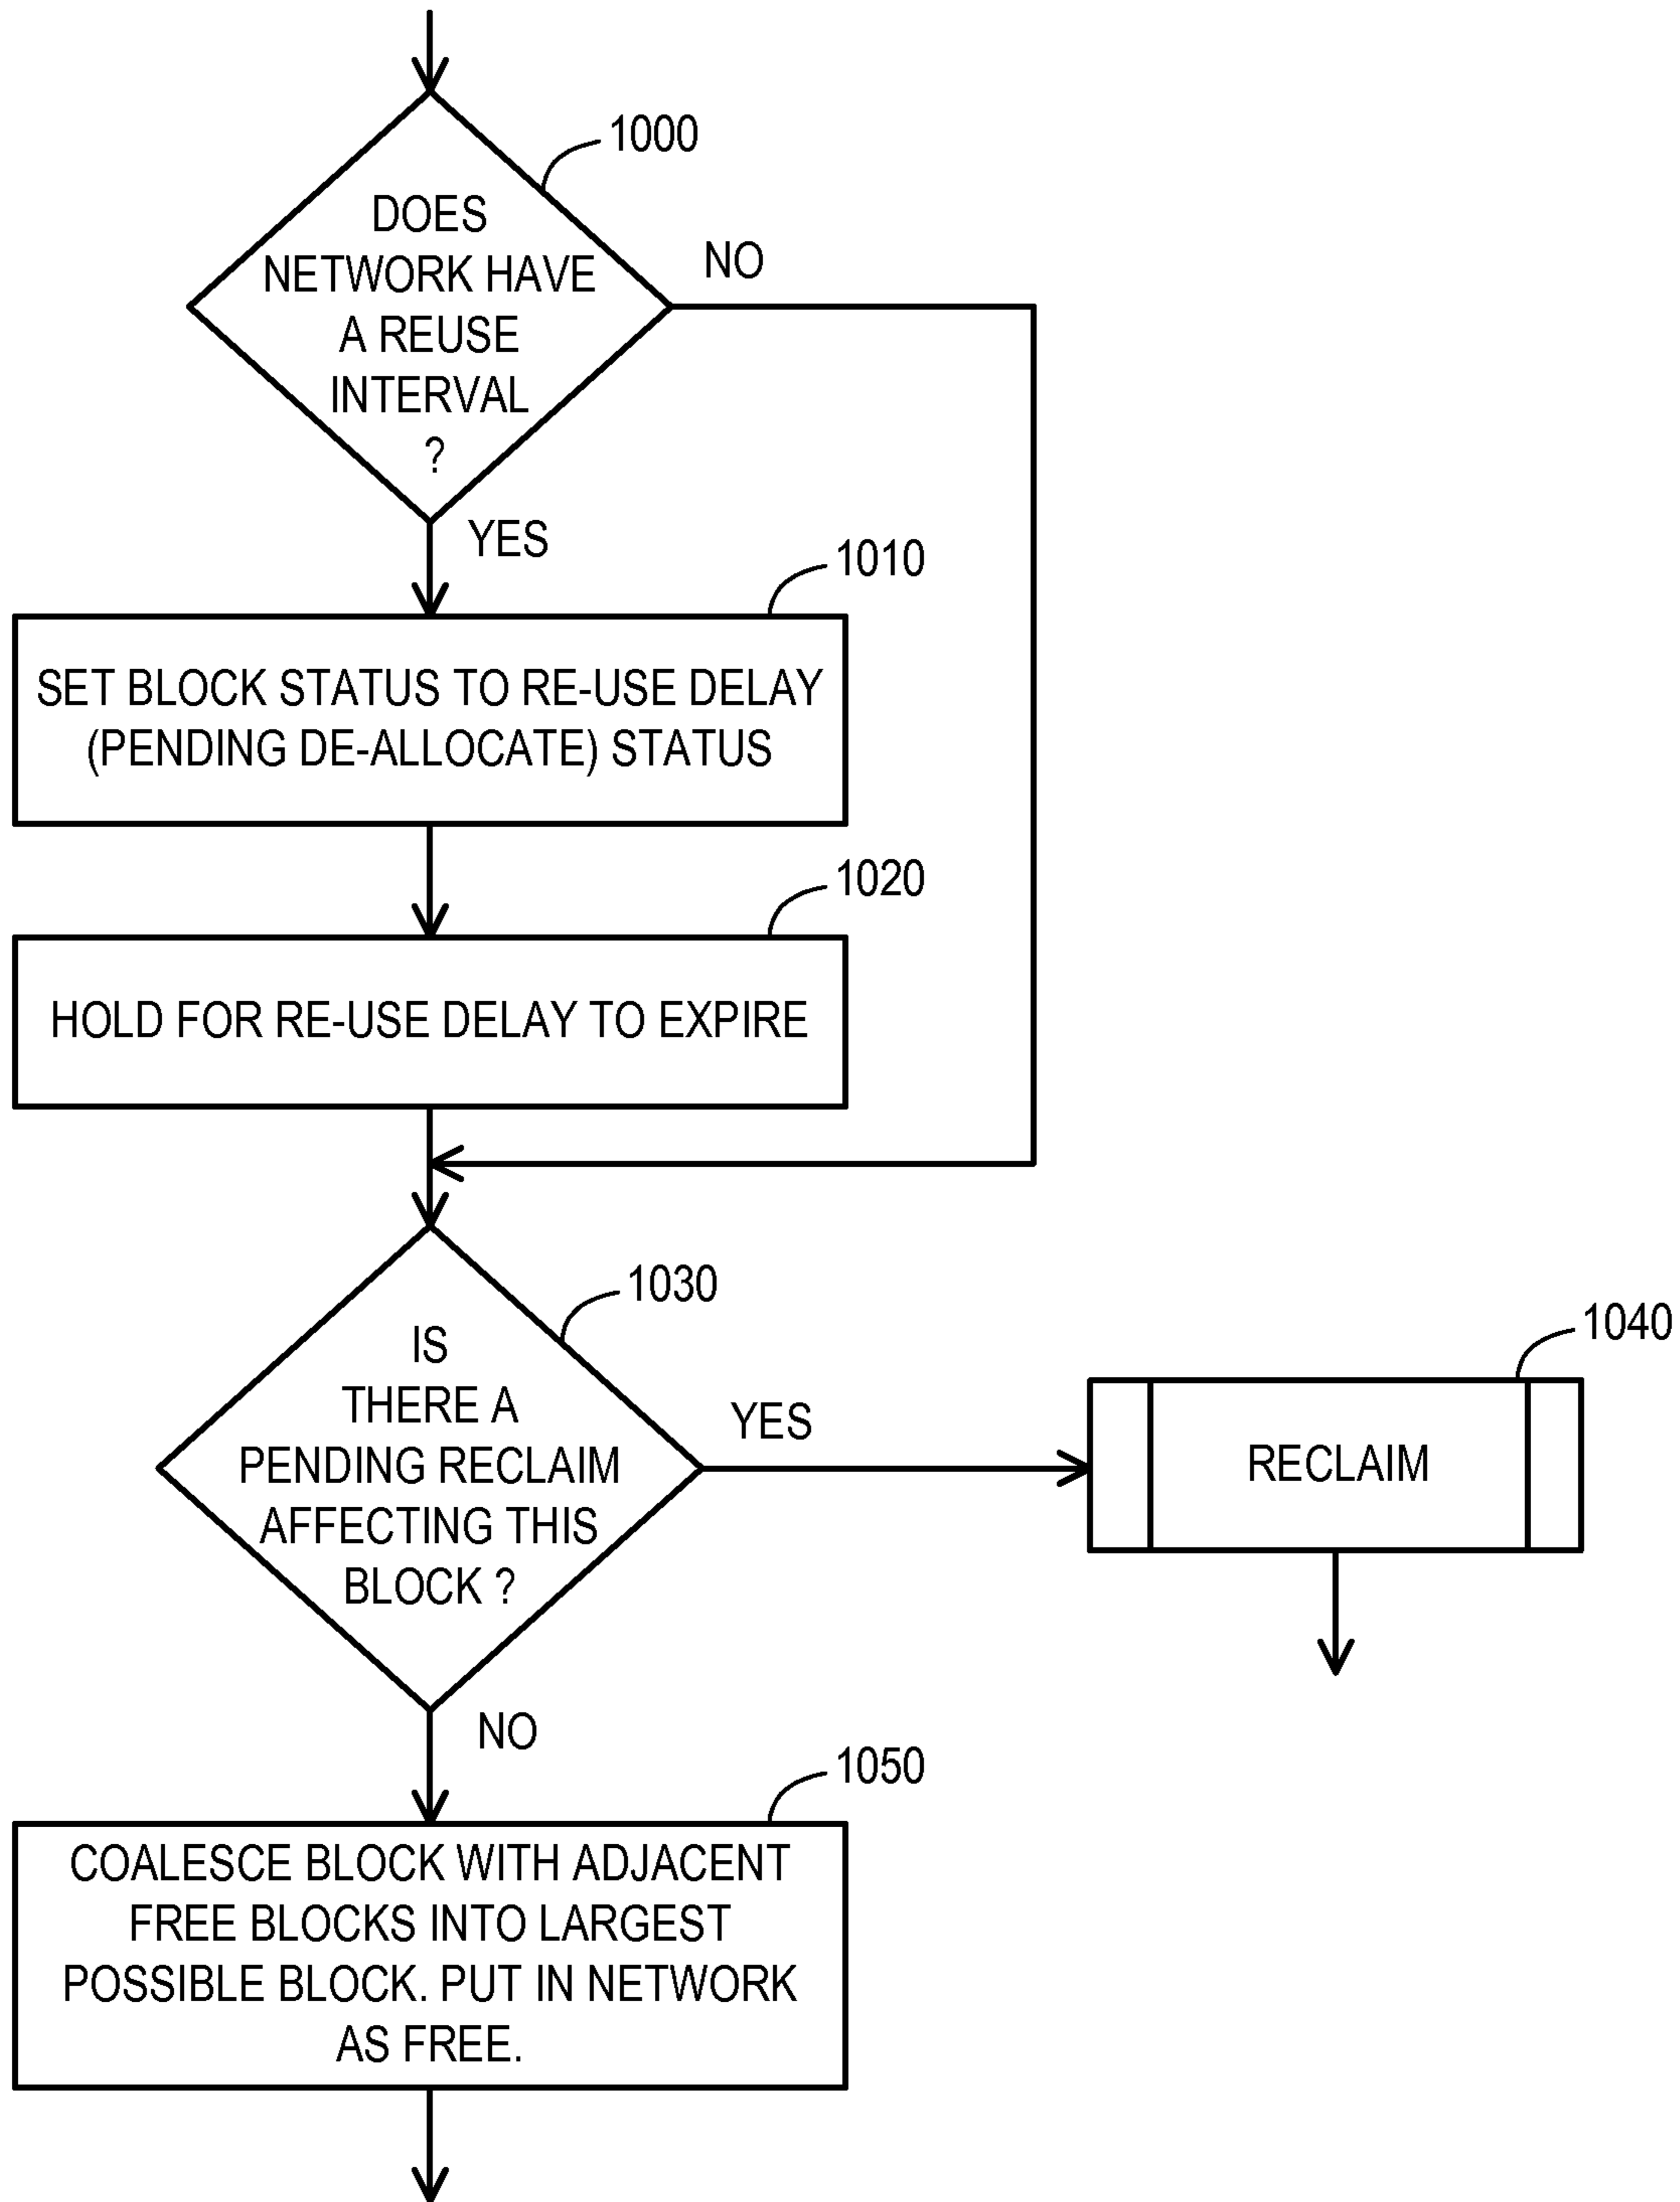 1000
DOES
NETWORK HAVE
A REUSE
INTERVAL
?
NO
YES
1010
SET BLOCK STATUS TO RE-USE DELAY
(PENDING DE-ALLOCATE) STATUS
1020
HOLD FOR RE-USE DELAY TO EXPIRE
1030
IS
THERE A
PENDING RECLAIM
AFFECTING THIS
BLOCK ?
YES
1040
RECLAIM
NO
1050
COALESCE BLOCK WITH ADJACENT
FREE BLOCKS INTO LARGEST
POSSIBLE BLOCK. PUT IN NETWORK
AS FREE.